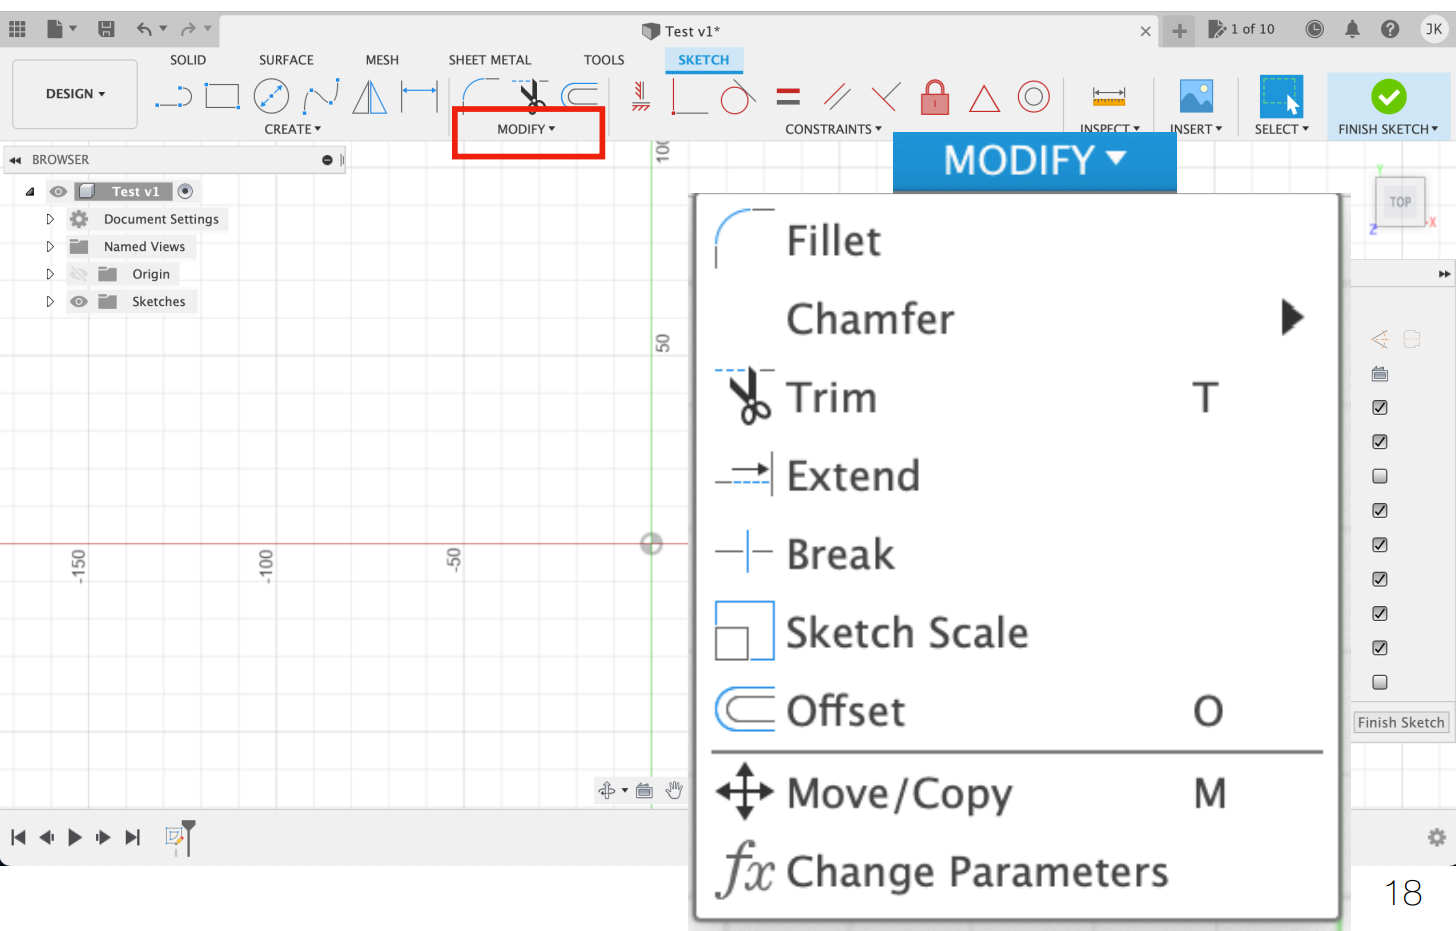 Test v1*
1 of 10
JK
SOLID
SURFACE
MESH
SHEET METAL
TOOLS
SKETCH
DESIGN
CREATE
MODIFY
CONSTRAINTS
INSPECT
INSERT
SELECT
FINISH SKETCH
BROWSER
Test v1
Document Settings
Named Views
Origin
Sketches
100
50
-150
-100
-50
MODIFY
Fillet
Chamfer
Trim T
Extend
Break
Sketch Scale
Offset O
Move/Copy M
fx Change Parameters
Y
TOP
X
Z
Finish Sketch
18